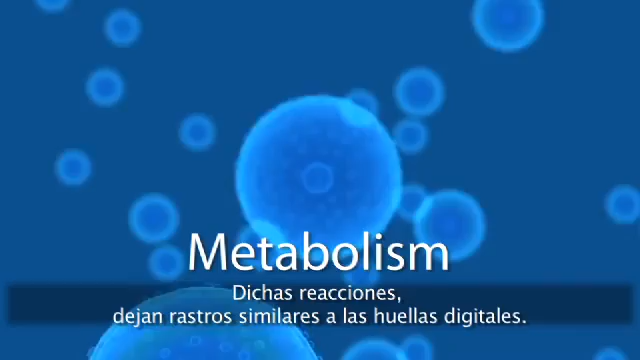 Metabolism
Dichas reacciones,
dejan rastros similares a las huellas digitales.